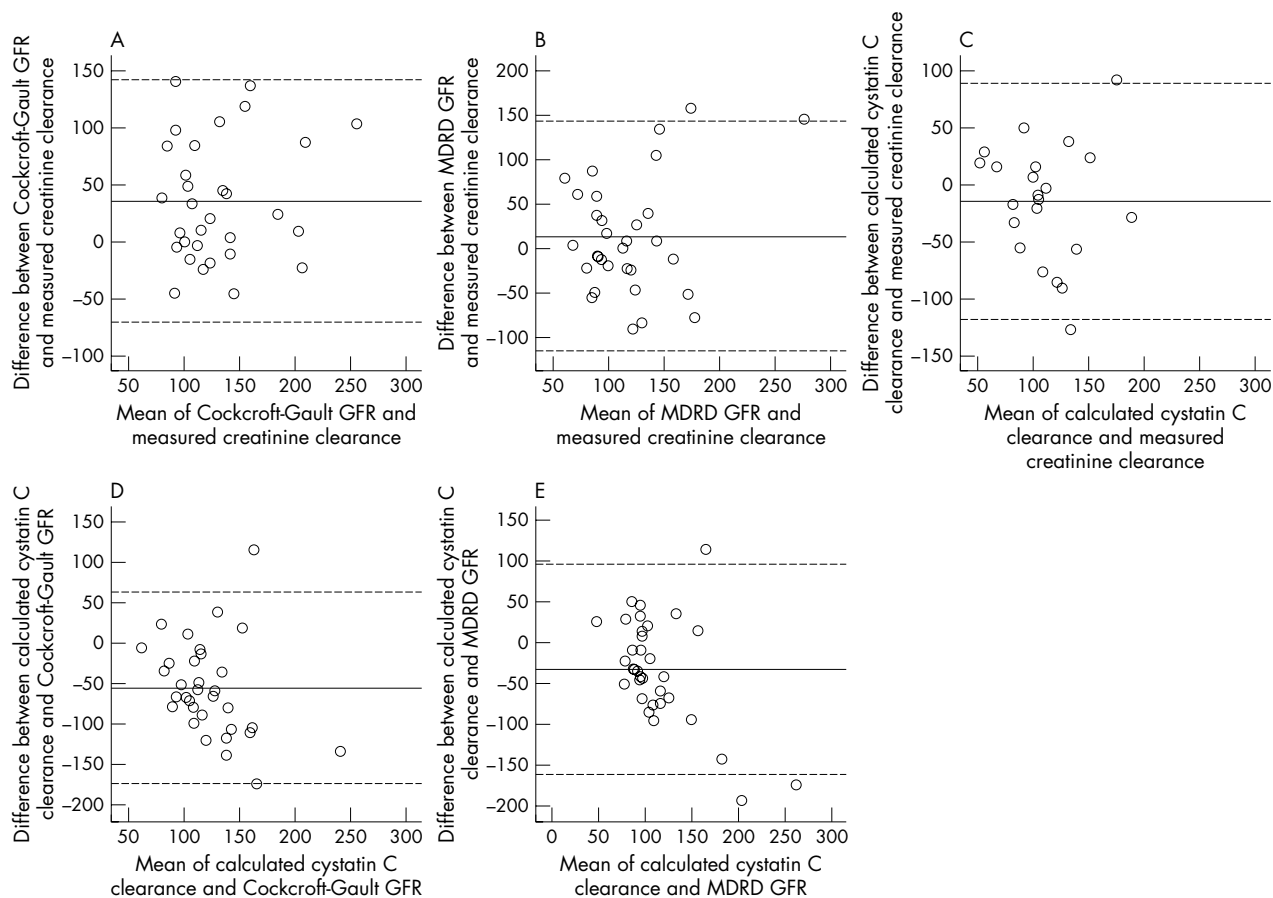 A
Difference between Cockcroft-Gault GFR
and measured creatinine clearance
150
100
50
0
–50
–100
50 100 150 200 250 300
Mean of Cockcroft-Gault GFR and
measured creatinine clearance
B
Difference between MDRD GFR
and measured creatinine clearance
200
150
100
50
0
–50
–100
50 100 150 200 250 300
Mean of MDRD GFR and
measured creatinine clearance
C
Difference between calculated cystatin C
clearance and measured creatinine clearance
100
50
0
–50
–100
–150
50 100 150 200 250 300
Mean of calculated cystatin C
clearance and measured
creatinine clearance
D
Difference between calculated cystatin C
clearance and Cockcroft-Gault GFR
150
100
50
0
–50
–100
–150
–200
50 100 150 200 250 300
Mean of calculated cystatin C
clearance and Cockcroft-Gault GFR
E
Difference between calculated cystatin C
clearance and MDRD GFR
150
100
50
0
–50
–100
–150
–200
0 50 100 150 200 250 300
Mean of calculated cystatin C
clearance and MDRD GFR